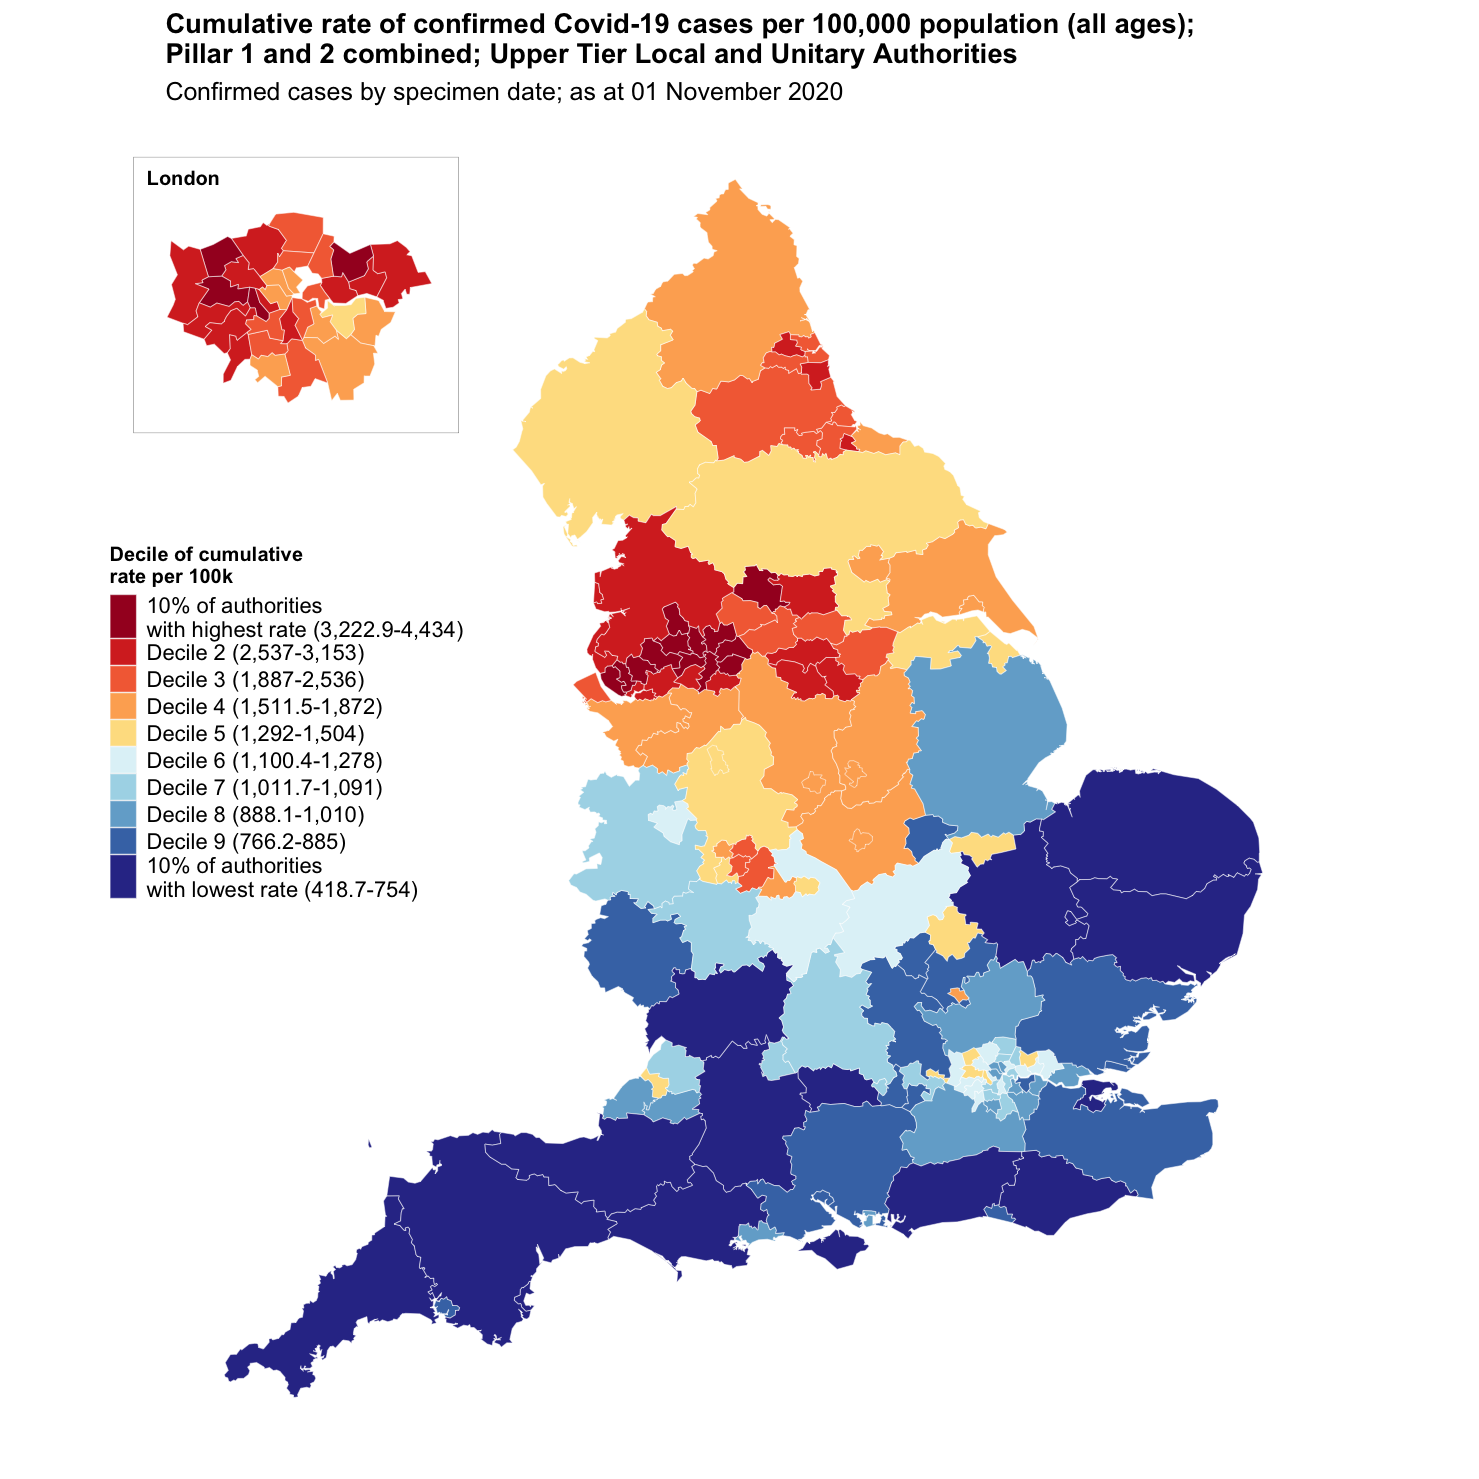 Cumulative rate of confirmed Covid-19 cases per 100,000 population (all ages);
Pillar 1 and 2 combined; Upper Tier Local and Unitary Authorities
Confirmed cases by specimen date; as at 01 November 2020
London
Decile of cumulative
rate per 100k
10% of authorities
with highest rate (3,222.9-4,434)
Decile 2 (2,537-3,153)
Decile 3 (1,887-2,536)
Decile 4 (1,511.5-1,872)
Decile 5 (1,292-1,504)
Decile 6 (1,100.4-1,278)
Decile 7 (1,011.7-1,091)
Decile 8 (888.1-1,010)
Decile 9 (766.2-885)
10% of authorities
with lowest rate (418.7-754)